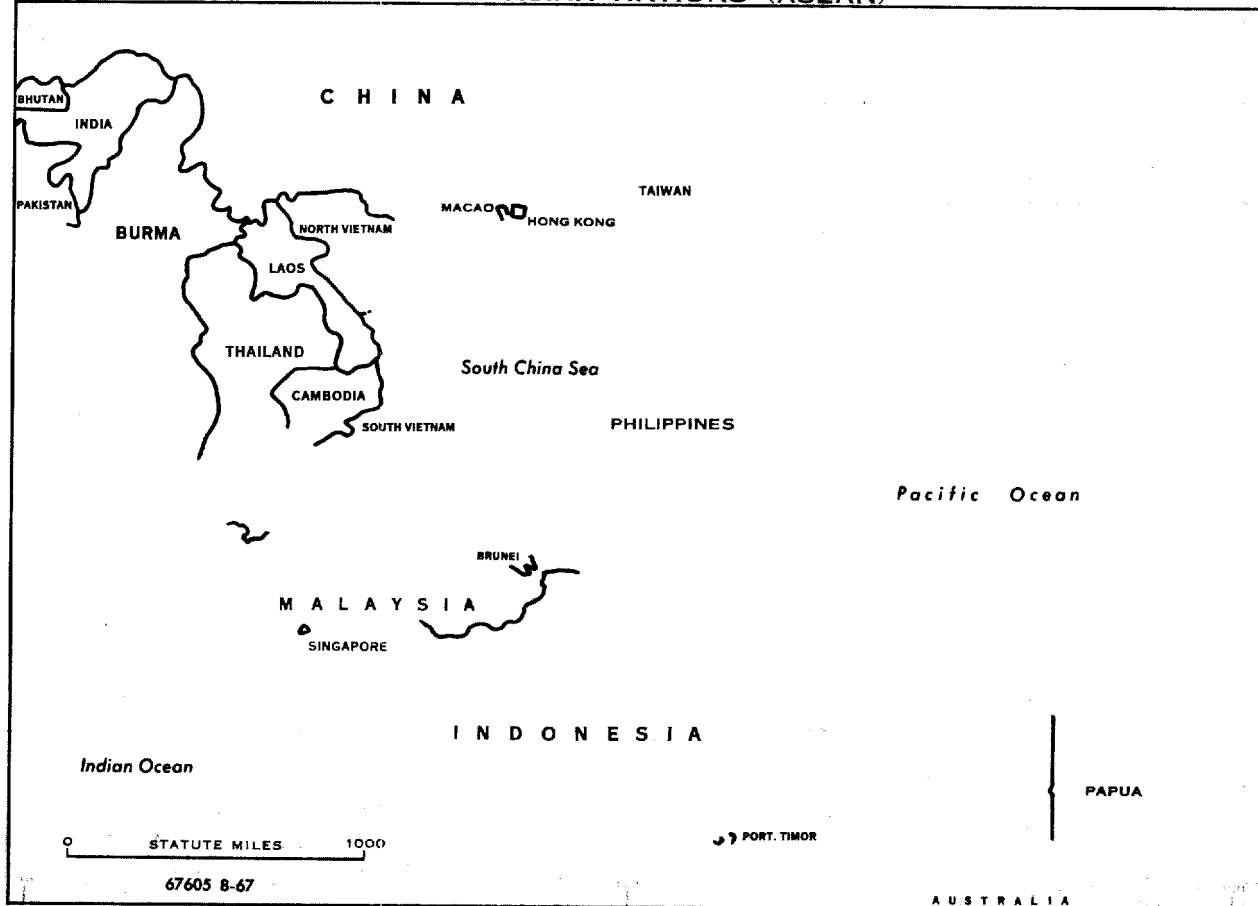 (ASEAN)
CHINA
BHUTAN
INDIA
TAIWAN
PAKISTAN
MACAO
HONG KONG
BURMA
NORTH VIETNAM
LAOS
THAILAND
South China Sea
CAMBODIA
SOUTH VIETNAM
PHILIPPINES
Pacific Ocean
BRUNEI
MALAYSIA
SINGAPORE
INDONESIA
Indian Ocean
PAPUA
PORT. TIMOR
0 STATUTE MILES 1000
67605 8-67
AUSTRALIA